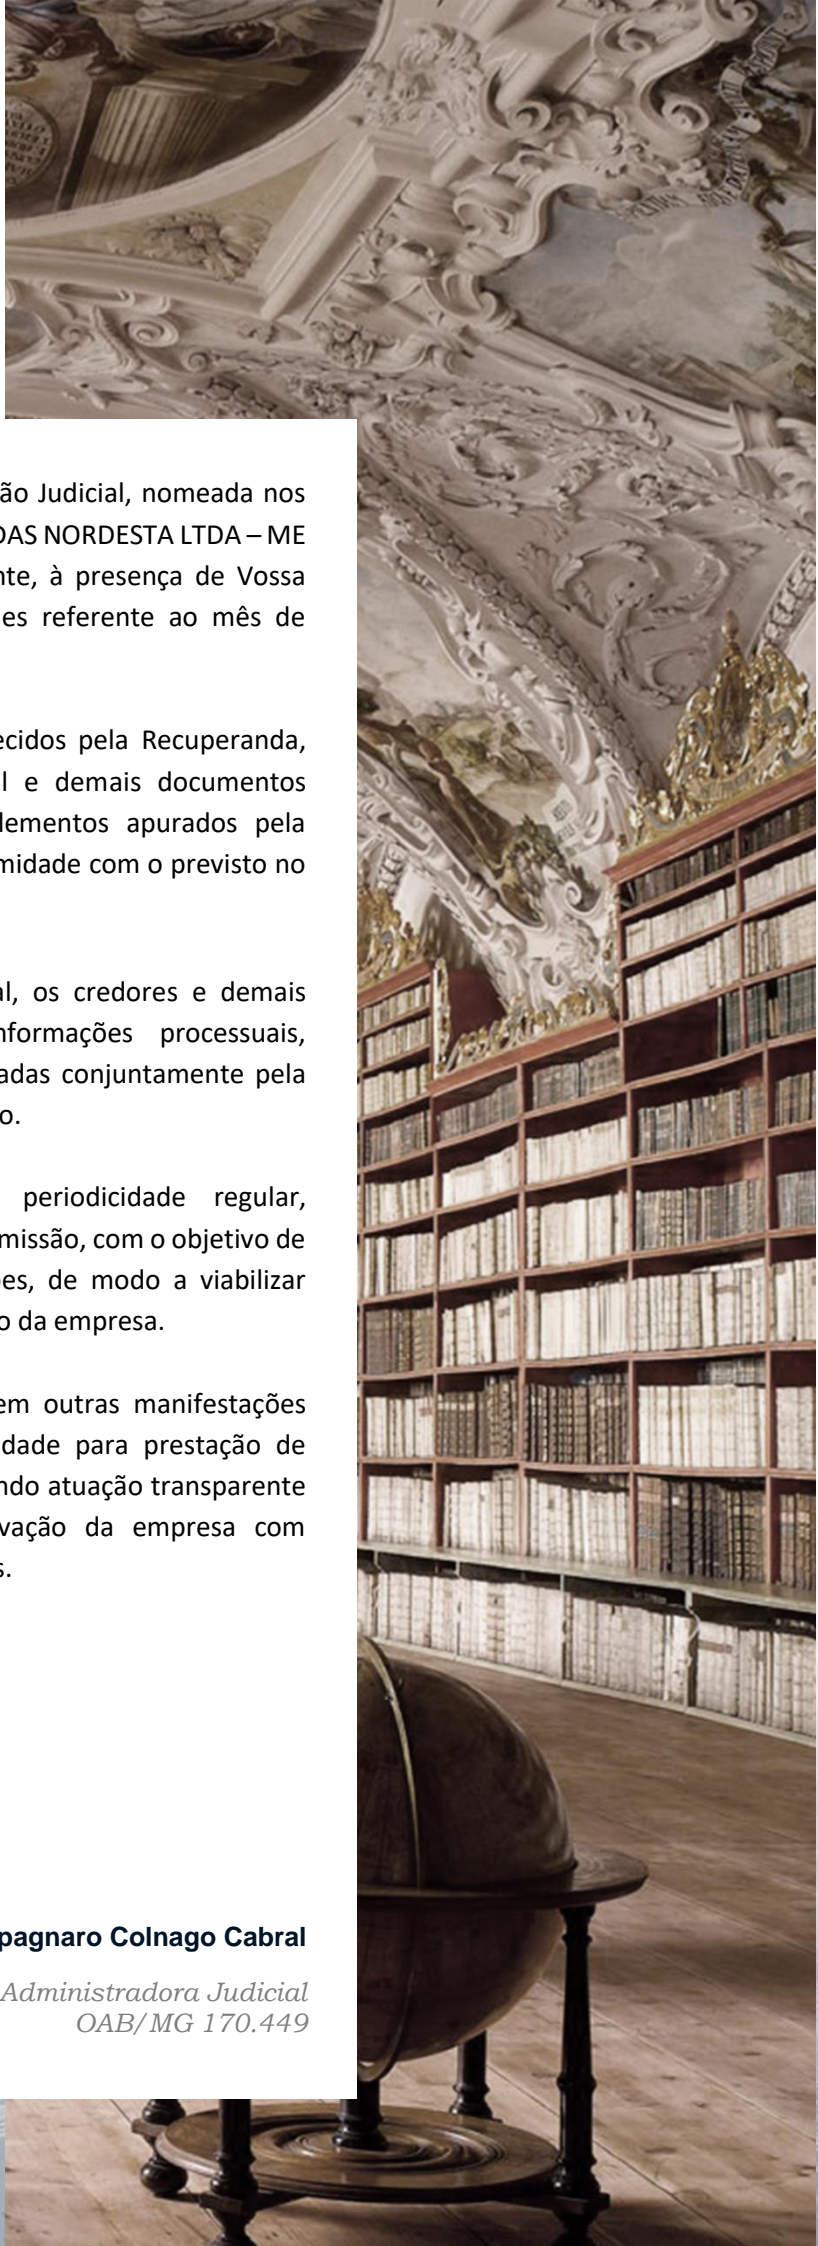 ão Judicial, nomeada nos
DAS NORDESTA LTDA – ME
nte, à presença de Vossa
es referente ao mês de
ecidos pela Recuperanda,
l e demais documentos
lementos apurados pela
midade com o previsto no
al, os credores e demais
nformações processuais,
adas conjuntamente pela
o.
periodicidade regular,
missão, com o objetivo de
es, de modo a viabilizar
o da empresa.
em outras manifestações
dade para prestação de
ndo atuação transparente
vação da empresa com
s.
pagnaro Colnago Cabral
Administradora Judicial
OAB/MG 170.449